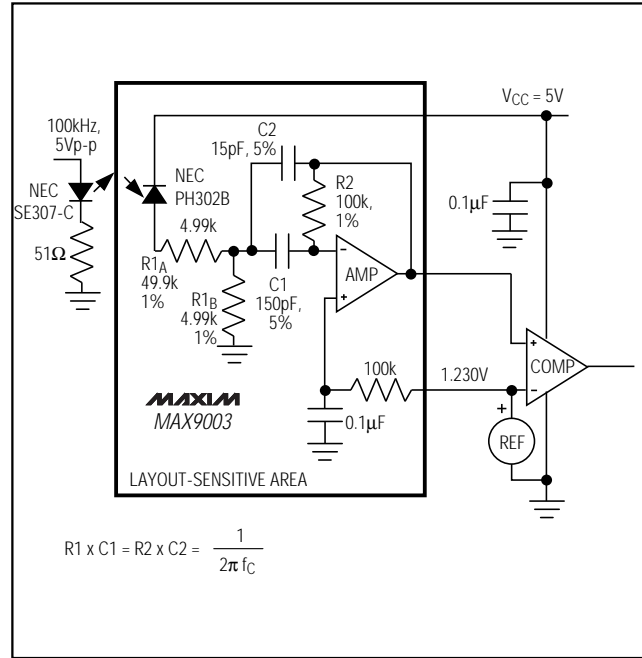 VCC = 5V
100kHz,
5Vp-p
C2
15pF, 5%
NEC
PH302B
R2
100k,
1%
0.1μF
NEC
SE307-C
51Ω
4.99k
R1A
49.9k
1%
R1B
4.99k
1%
C1
150pF,
5%
-
AMP
+
+
COMP
-
100k
1.230V
MAXIM
MAX9003
0.1μF
+
REF
LAYOUT-SENSITIVE AREA
R1 x C1 = R2 x C2 = 1
2π fC